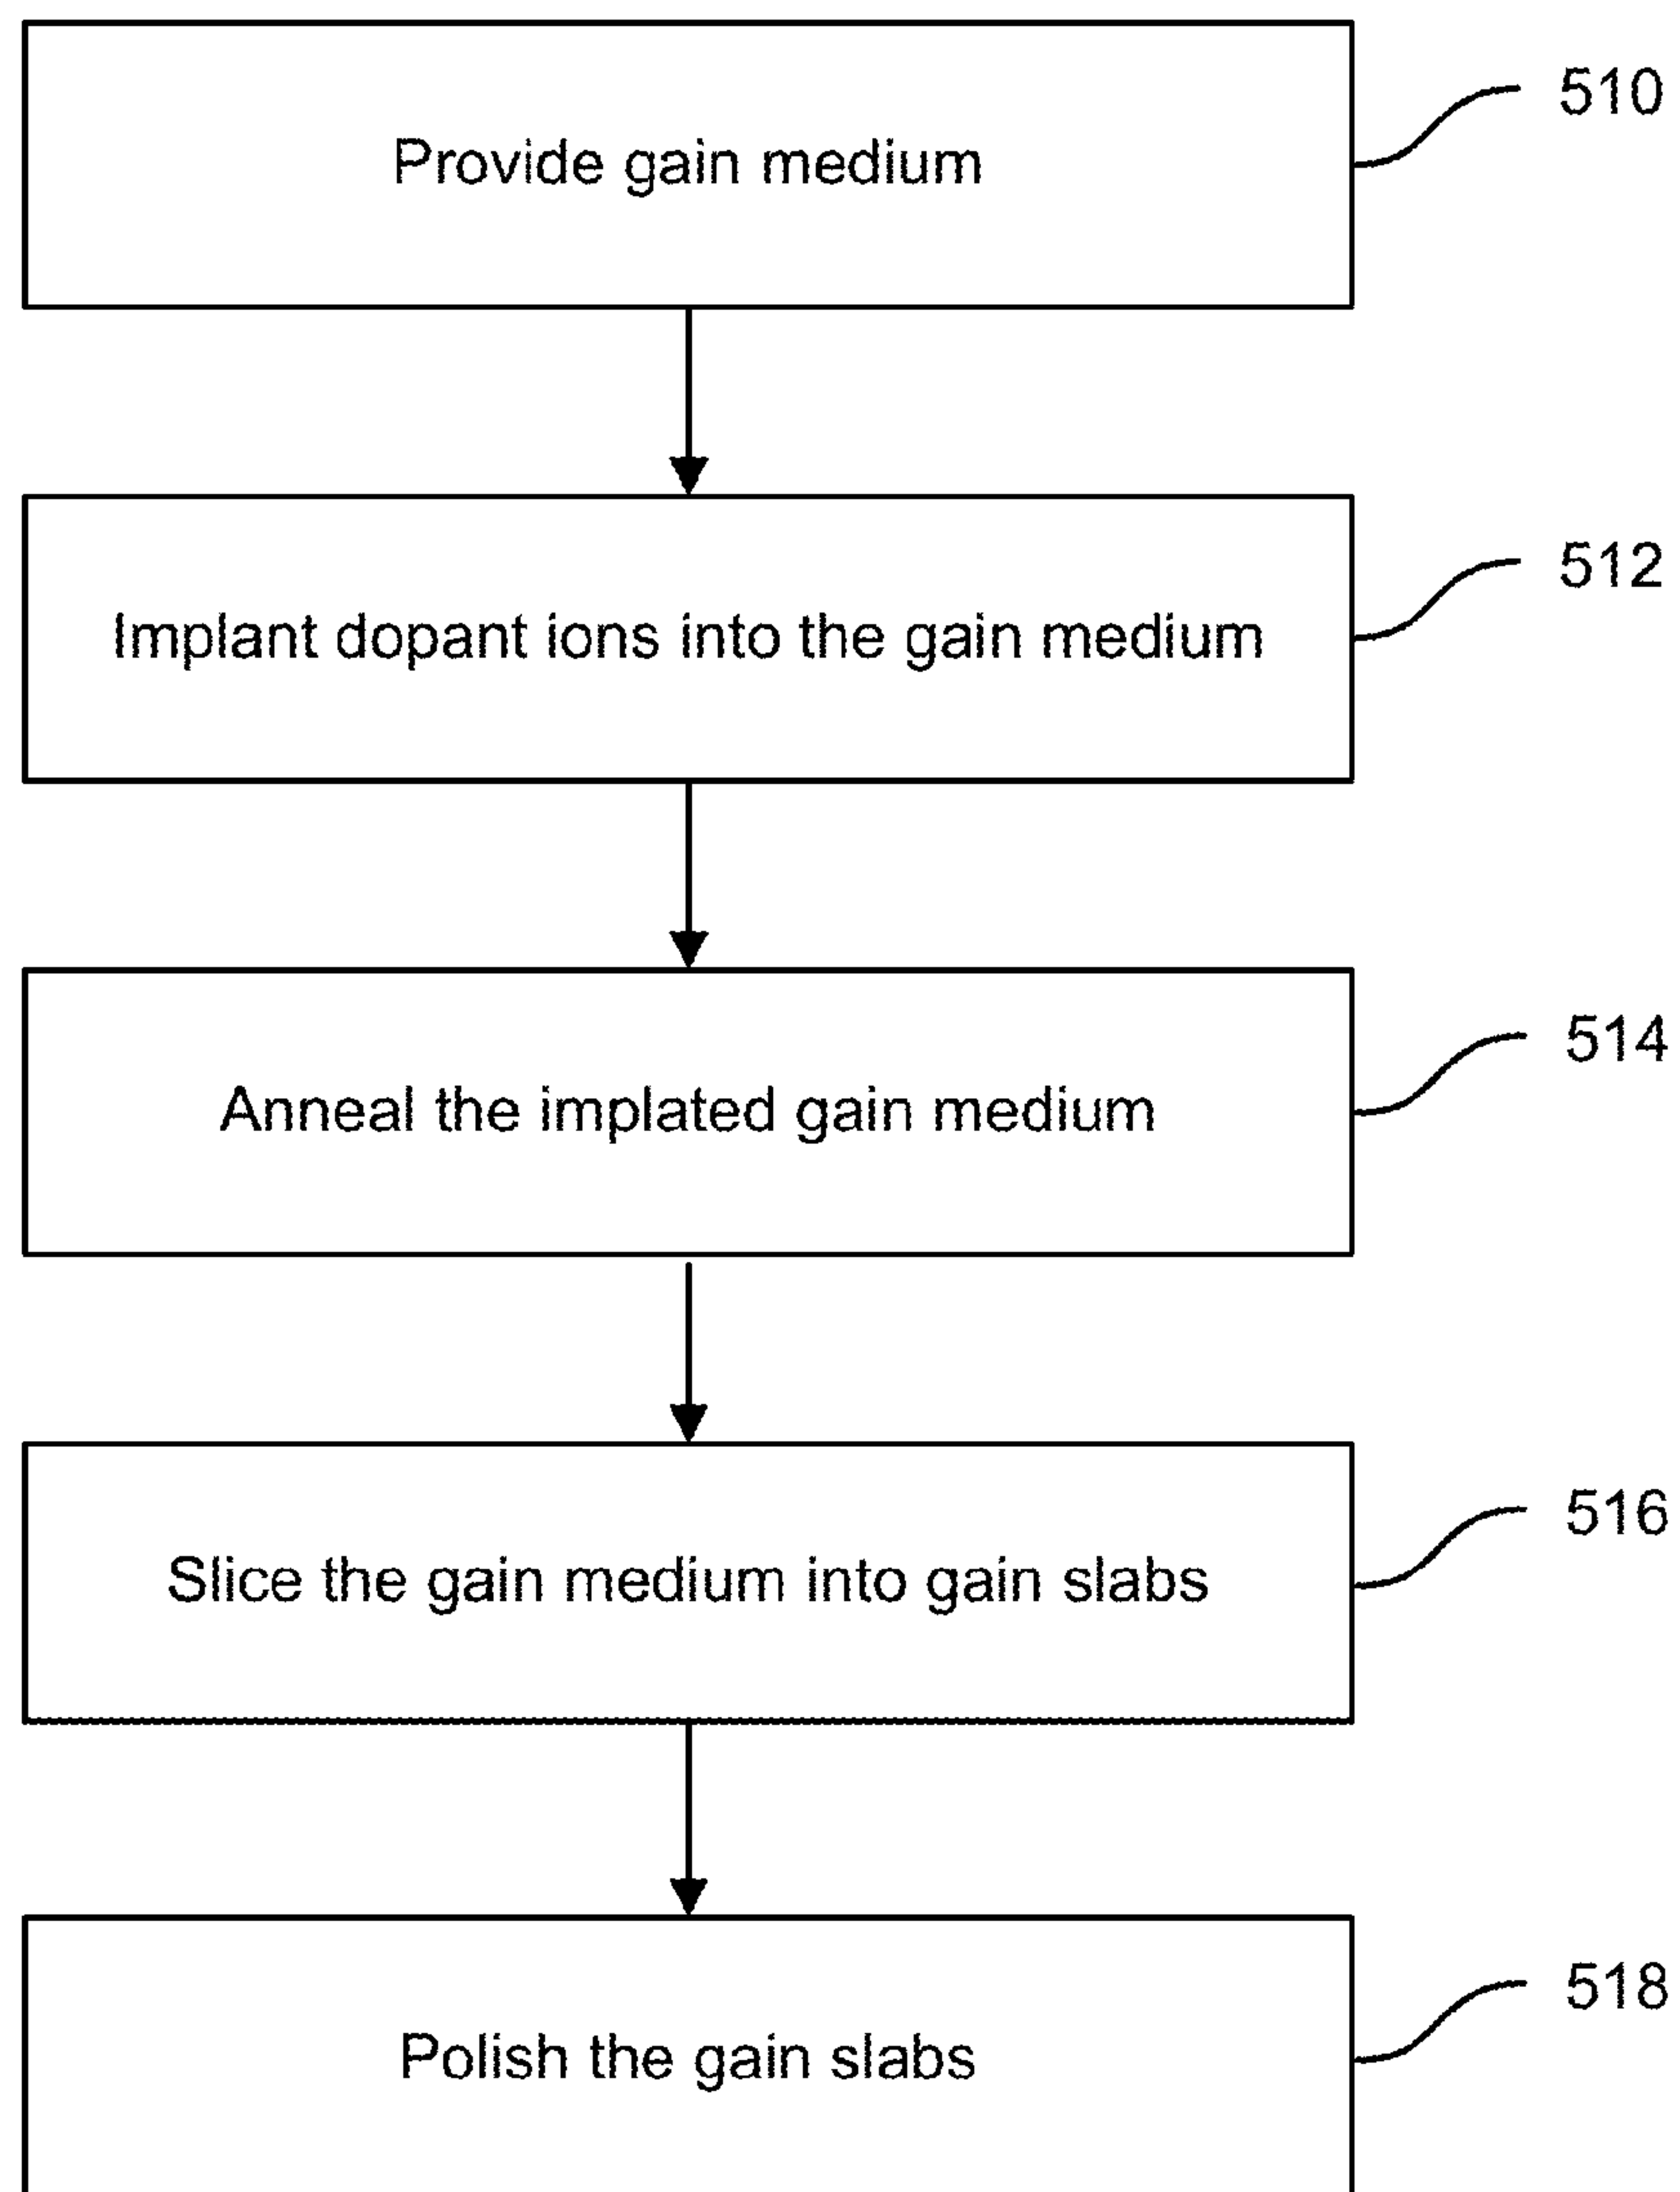 Provide gain medium
510
Implant dopant ions into the gain medium
512
Anneal the implated gain medium
514
Slice the gain medium into gain slabs
516
Polish the gain slabs
518